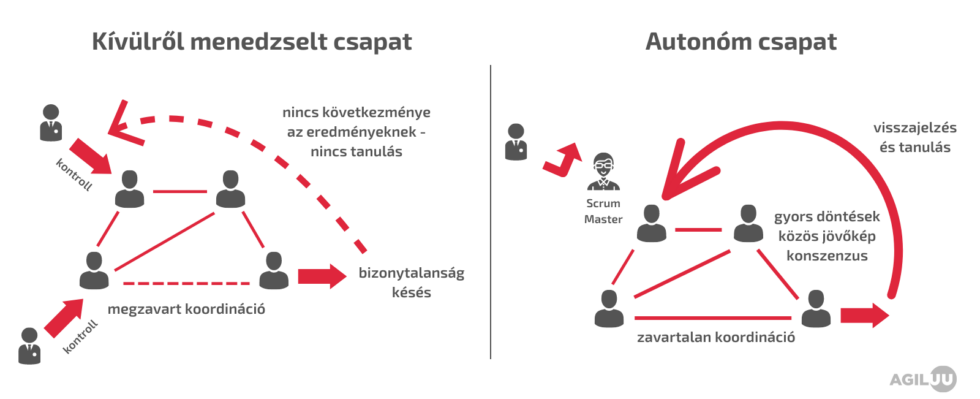 Kívülről menedzselt csapat
nincs következménye
az eredményeknek -
nincs tanulás
kontroll
bizonytalanság
késés
megzavart koordináció
kontroll
Autonóm csapat
visszajelzés
és tanulás
Scrum
Master
gyors döntések
közös jövőkép
konszenzus
zavartalan koordináció
AGILUU